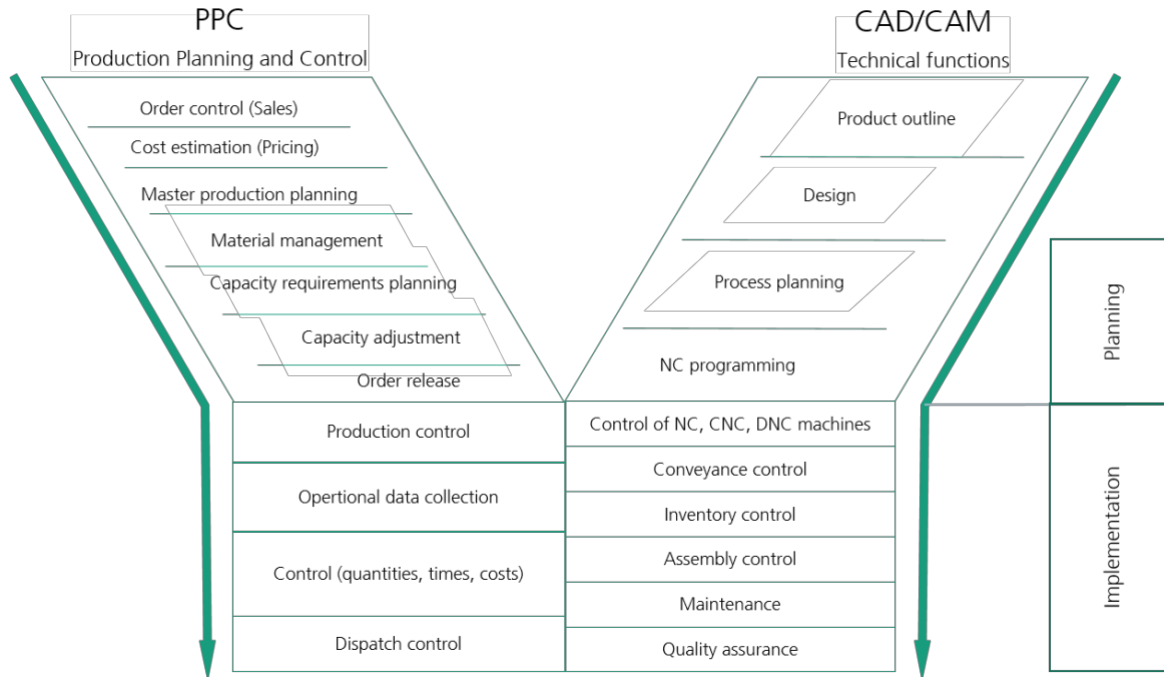 PPC
Production Planning and Control
Order control (Sales)
Cost estimation (Pricing)
Master production planning
Material management
Capacity requirements planning
Capacity adjustment
Order release
Production control
Opertional data collection
Control (quantities, times, costs)
Dispatch control
CAD/CAM
Technical functions
Product outline
Design
Process planning
NC programming
Control of NC, CNC, DNC machines
Conveyance control
Inventory control
Assembly control
Maintenance
Quality assurance
Planning
Implementation